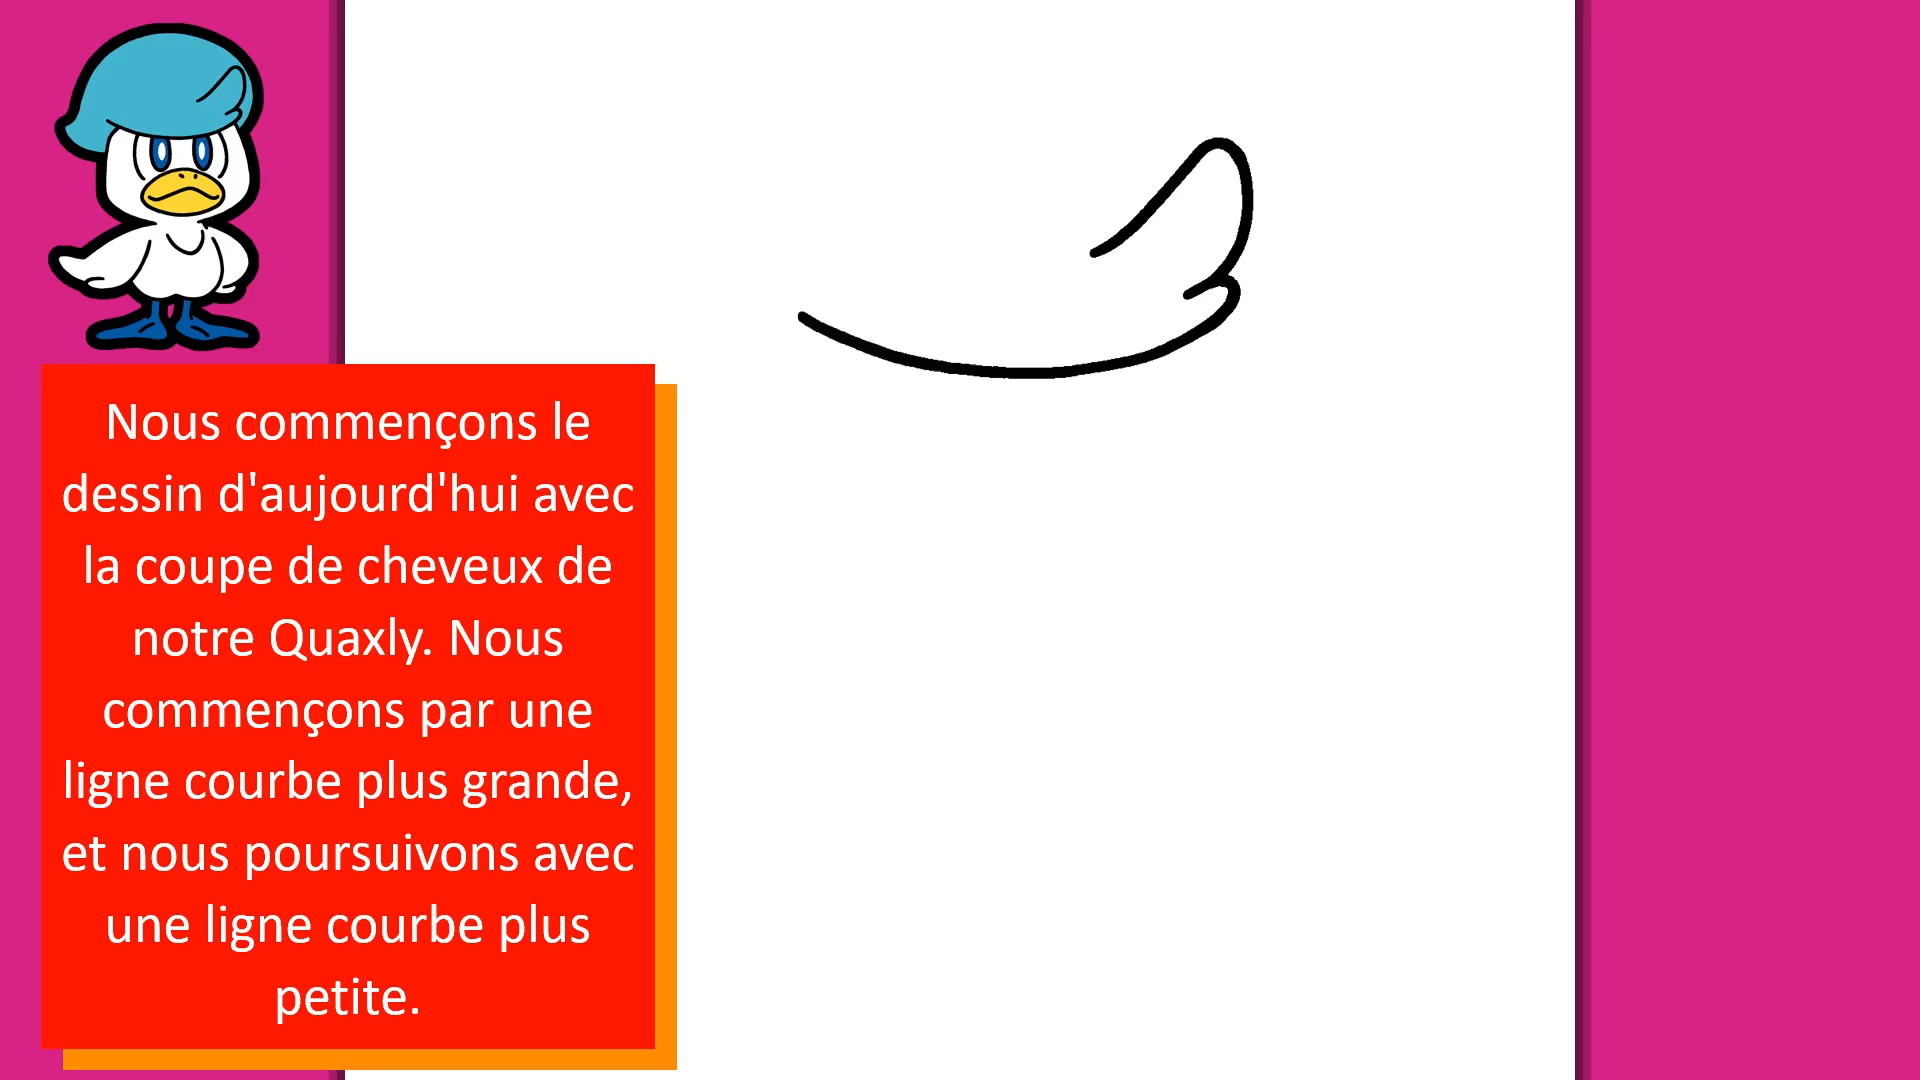 Nous commençons le
dessin d'aujourd'hui avec
la coupe de cheveux de
notre Quaxly. Nous
commençons par une
ligne courbe plus grande,
et nous poursuivons avec
une ligne courbe plus
petite.